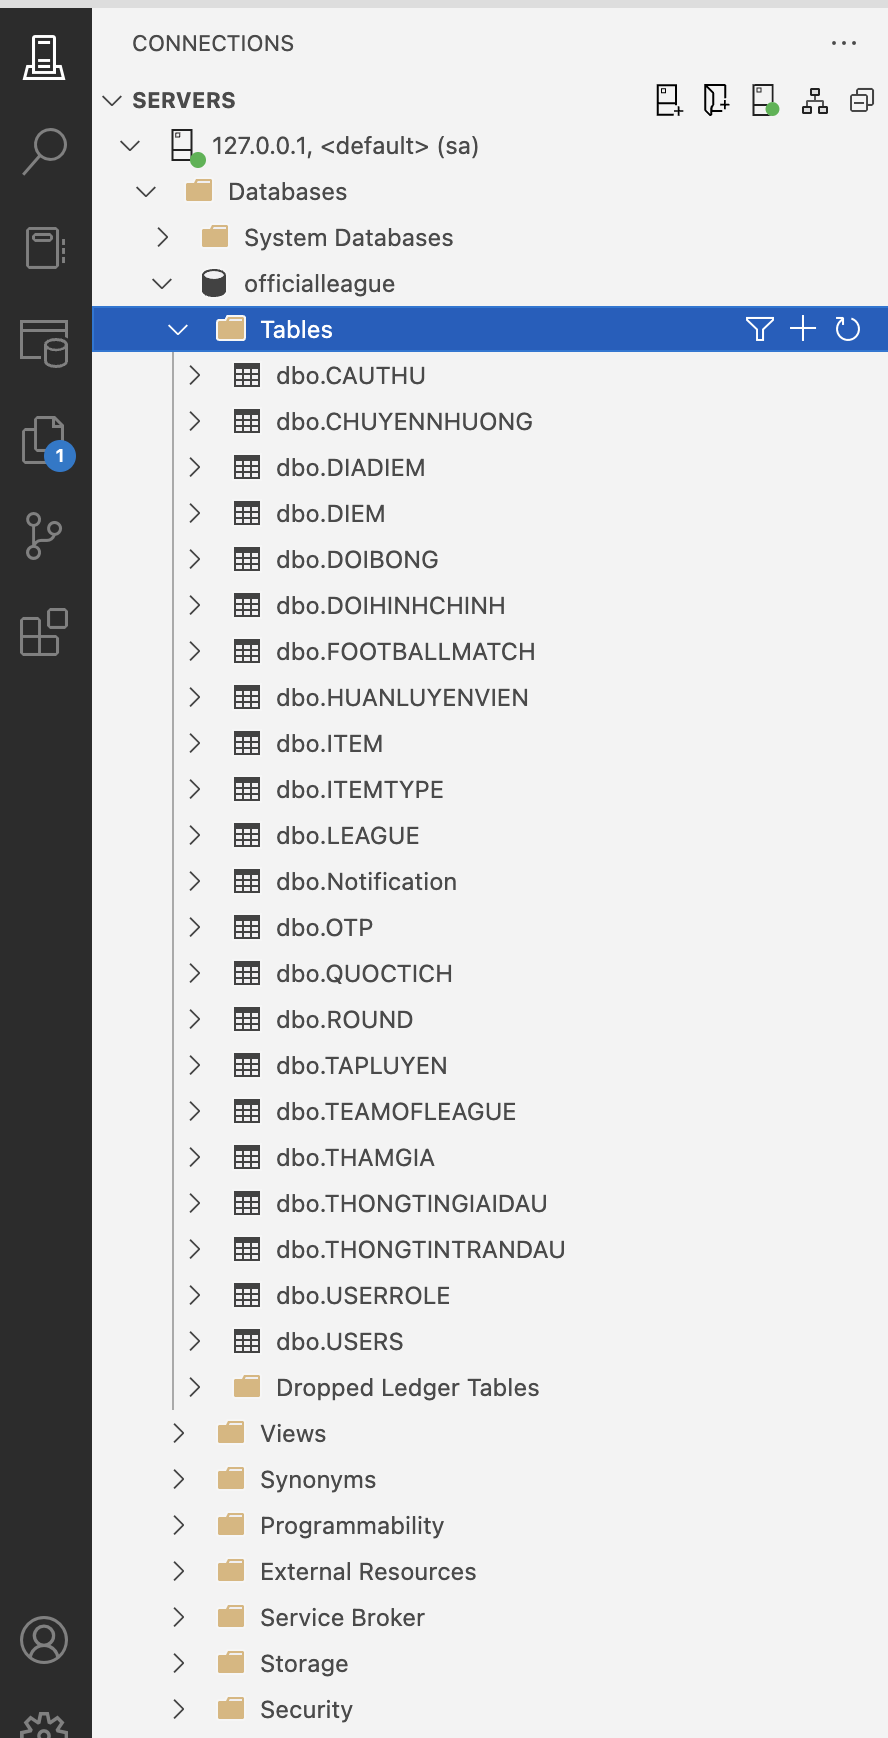 CONNECTIONS
SERVERS
127.0.0.1, <default> (sa)
Databases
System Databases
officialleague
Tables
dbo.CAUTHU
dbo.CHUYENNHUONG
dbo.DIADIEM
dbo.DIEM
dbo.DOIBONG
dbo.DOIHINHCHINH
dbo.FOOTBALLMATCH
dbo.HUANLUYENVIEN
dbo.ITEM
dbo.ITEMTYPE
dbo.LEAGUE
dbo.Notification
dbo.OTP
dbo.QUOCTICH
dbo.ROUND
dbo.TAPLUYEN
dbo.TEAMOFLEAGUE
dbo.THAMGIA
dbo.THONGTINGIAIDAU
dbo.THONGTINTRANDAU
dbo.USERROLE
dbo.USERS
Dropped Ledger Tables
Views
Synonyms
Programmability
External Resources
Service Broker
Storage
Security
1